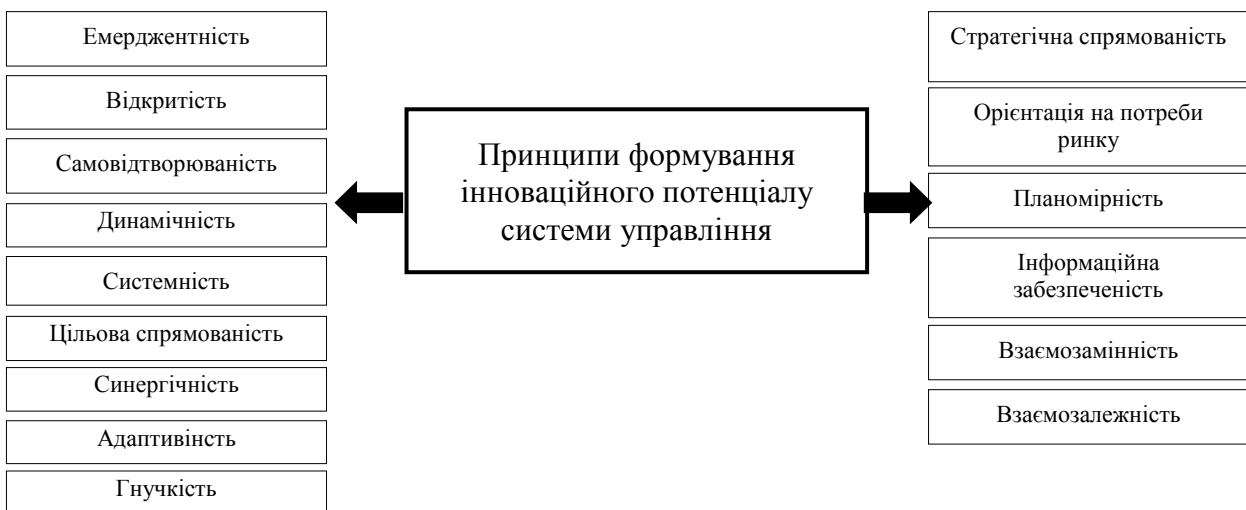 Емерджентність
Відкритість
Самовідтворюваність
Динамічність
Системність
Цільова спрямованість
Синергічність
Адаптивінсть
Гнучкість
Принципи формування
інноваційного потенціалу
системи управління
Стратегічна спрямованість
Орієнтація на потреби
ринку
Планомірність
Інформаційна
забезпеченість
Взаємозамінність
Взаємозалежність